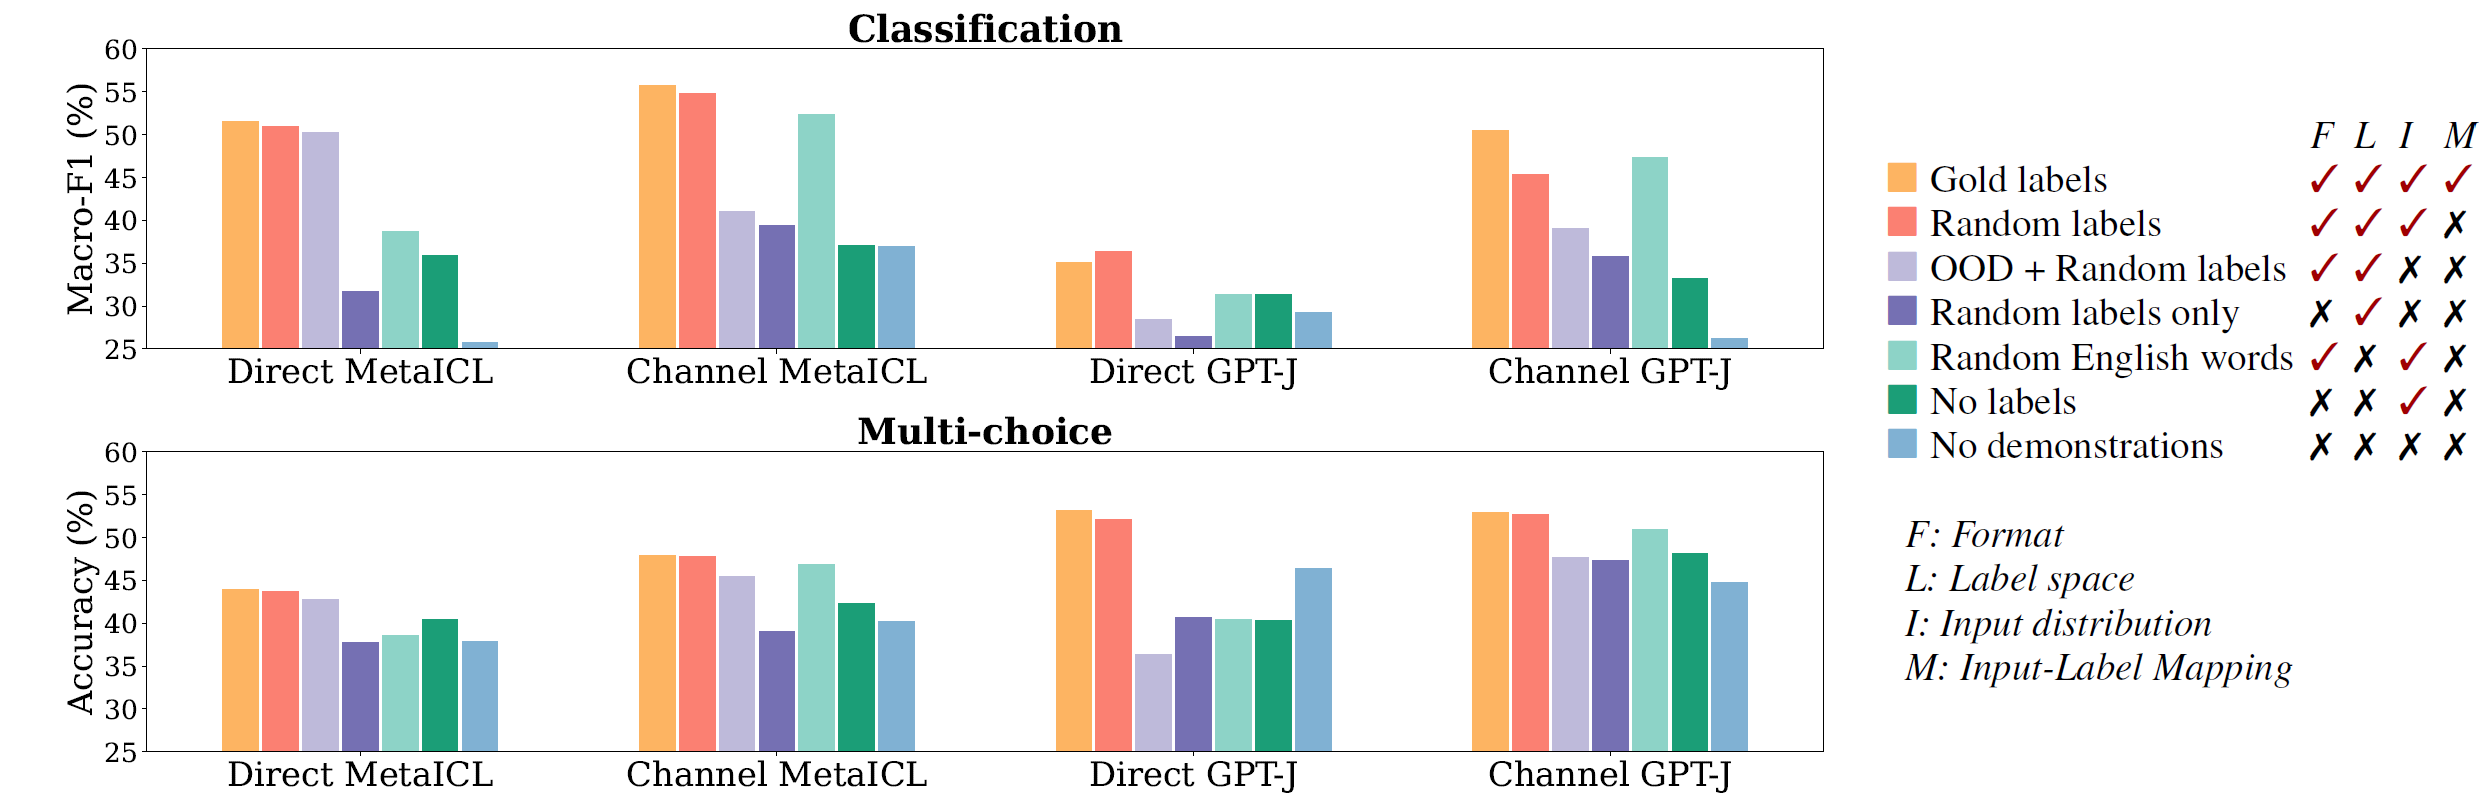 Classification
Macro-F1 (%)
60
55
50
45
40
35
30
25
Direct MetaICL Channel MetaICL Direct GPT-J Channel GPT-J
Multi-choice
Accuracy (%)
60
55
50
45
40
35
30
25
Direct MetaICL Channel MetaICL Direct GPT-J Channel GPT-J
F L I M
Gold labels ✓ ✓ ✓ ✓
Random labels ✓ ✓ ✓ ✗
OOD + Random labels ✓ ✓ ✗ ✗
Random labels only ✗ ✓ ✗ ✗
Random English words ✓ ✗ ✓ ✗
No labels ✗ ✗ ✓ ✗
No demonstrations ✗ ✗ ✗ ✗
F: Format
L: Label space
I: Input distribution
M: Input-Label Mapping